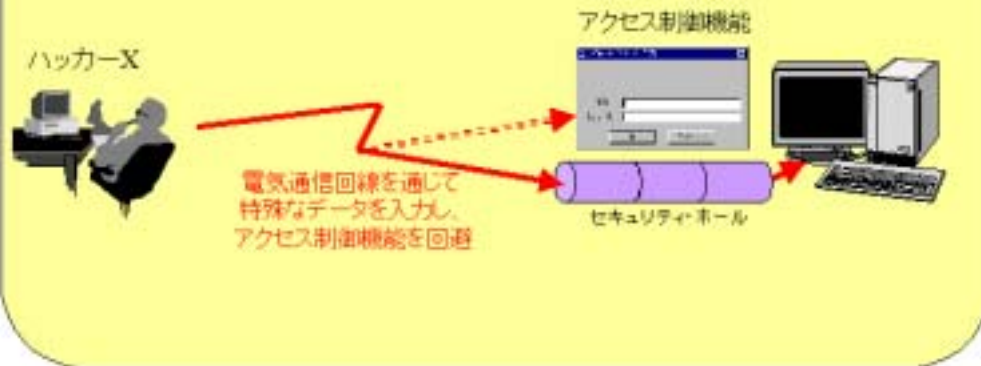 アクセス制御機能
ハッカーX
電気通信回線を通じて
特殊なデータを入力し、
アクセス制御機能を回避
セキュリティ・ホール